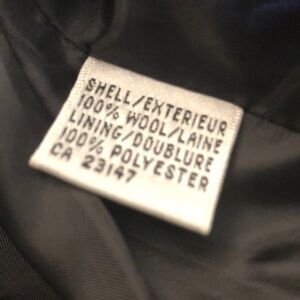 SHELL/EXTERIEUR
100% WOOL/LAINE
LINING/DOUBLURE
100% POLYESTER
CA 23147